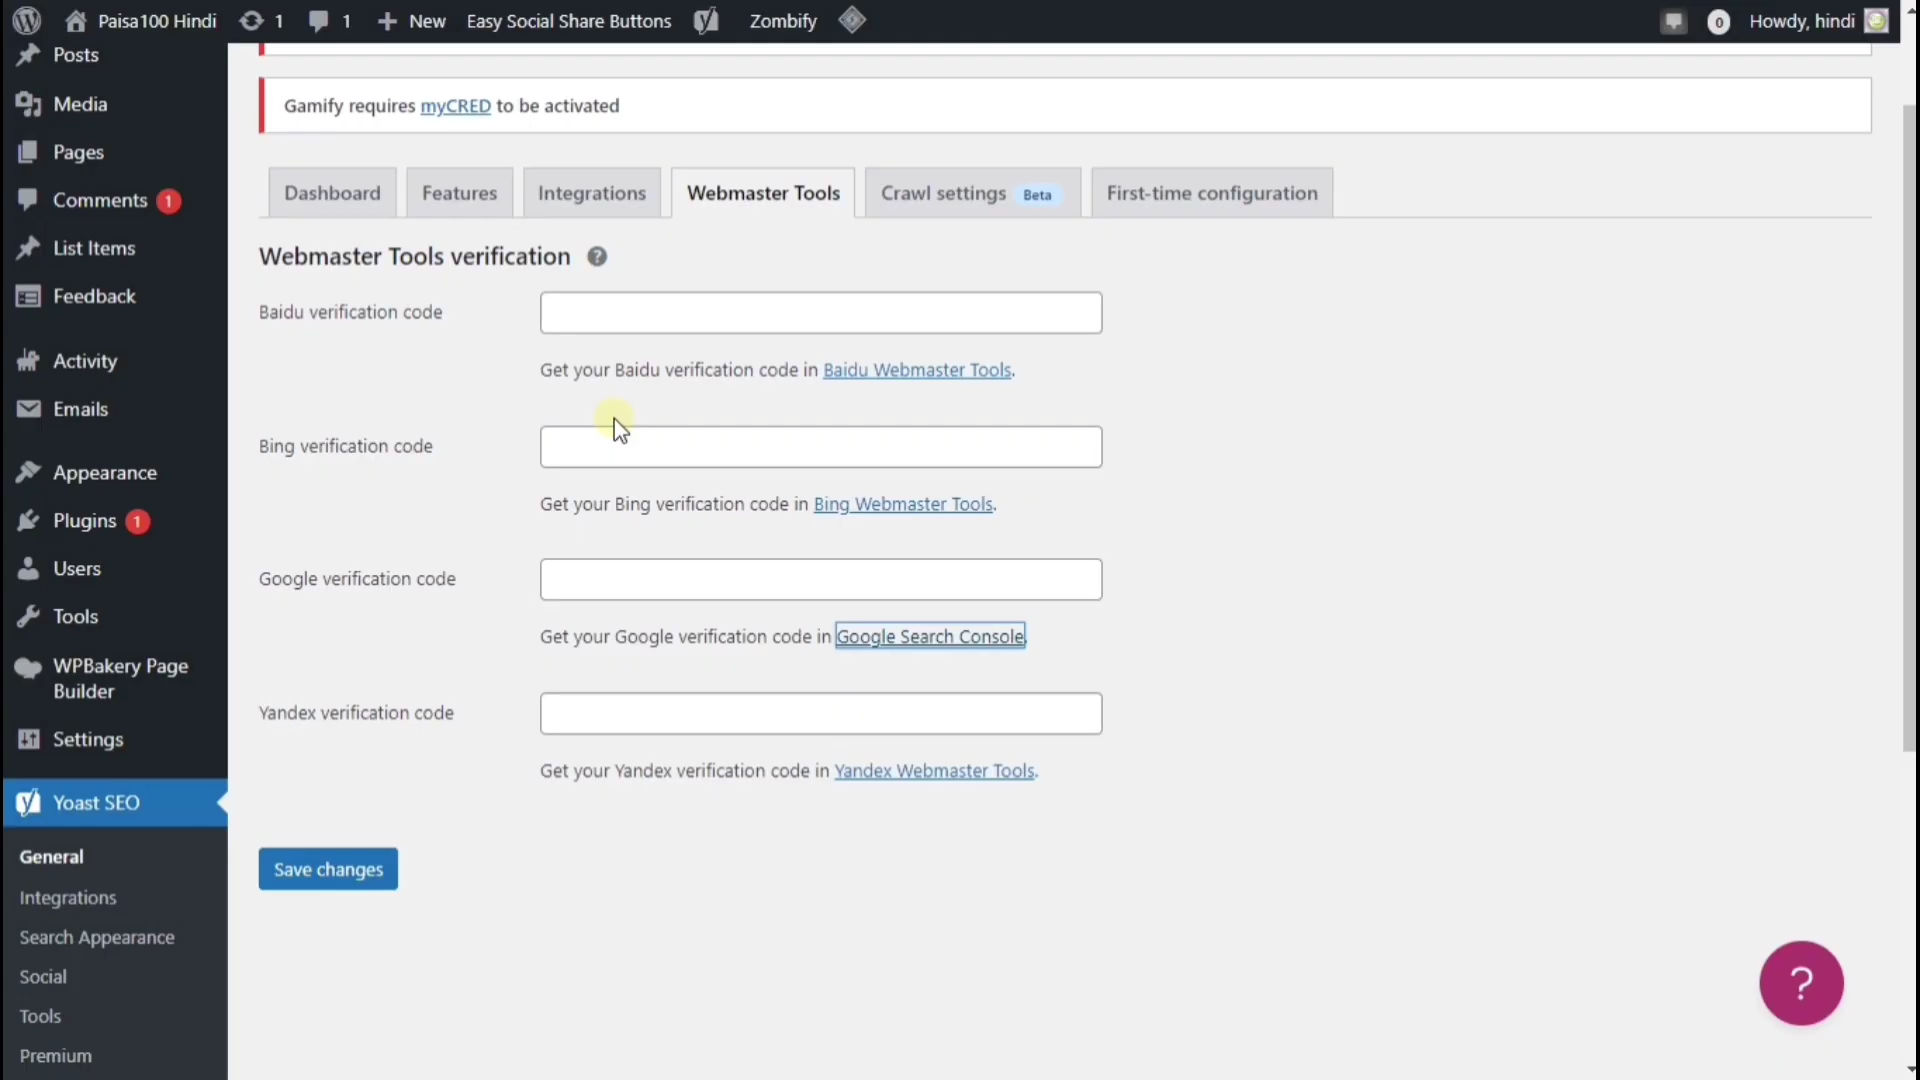 Paisa100 Hindi 1 1 New Easy Social Share Buttons Zombify 0 Howdy, hindi
Posts
Media
Pages
Comments 1
List Items
Feedback
Activity
Emails
Appearance
Plugins 1
Users
Tools
WPBakery Page
Builder
Settings
Yoast SEO
General
Integrations
Search Appearance
Social
Tools
Premium
Gamify requires myCRED to be activated
Dashboard Features Integrations Webmaster Tools Crawl settings Beta First-time configuration
Webmaster Tools verification ?
Baidu verification code
Get your Baidu verification code in Baidu Webmaster Tools.
Bing verification code
Get your Bing verification code in Bing Webmaster Tools.
Google verification code
Get your Google verification code in Google Search Console.
Yandex verification code
Get your Yandex verification code in Yandex Webmaster Tools.
Save changes
?